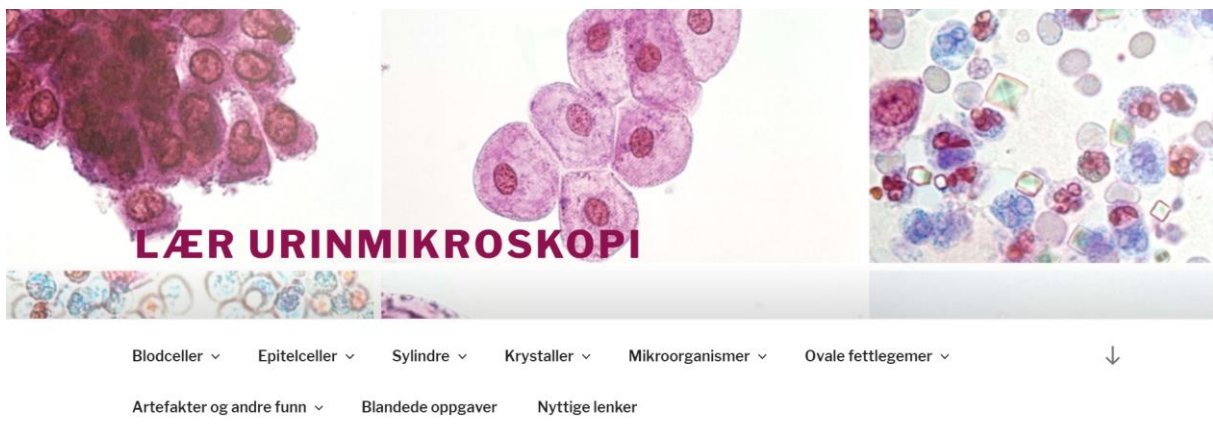 LÆR URINMIKROSKOPI
Blodceller Epitelceller Sylindre Krystaller Mikroorganismer Ovale fettlegemer
Artefakter og andre funn Blandede oppgaver Nyttige lenker